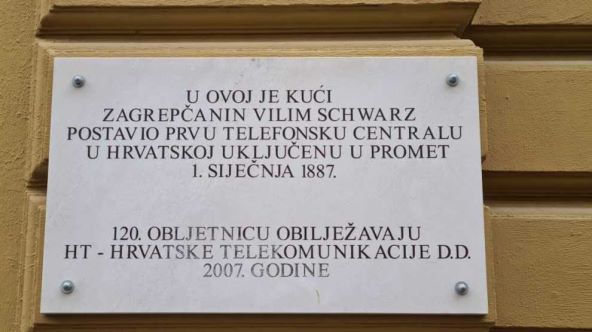 U OVOJ JE KUĆI
ZAGREPČANIN VILIM SCHWARZ
POSTAVIO PRVU TELEFONSKU CENTRALU
U HRVATSKOJ UKLJUČENU U PROMET
1. SIJEČNJA 1887.
120. OBLJETNICU OBILJEŽAVAJU
HT - HRVATSKE TELEKOMUNIKACIJE D.D.
2007. GODINE